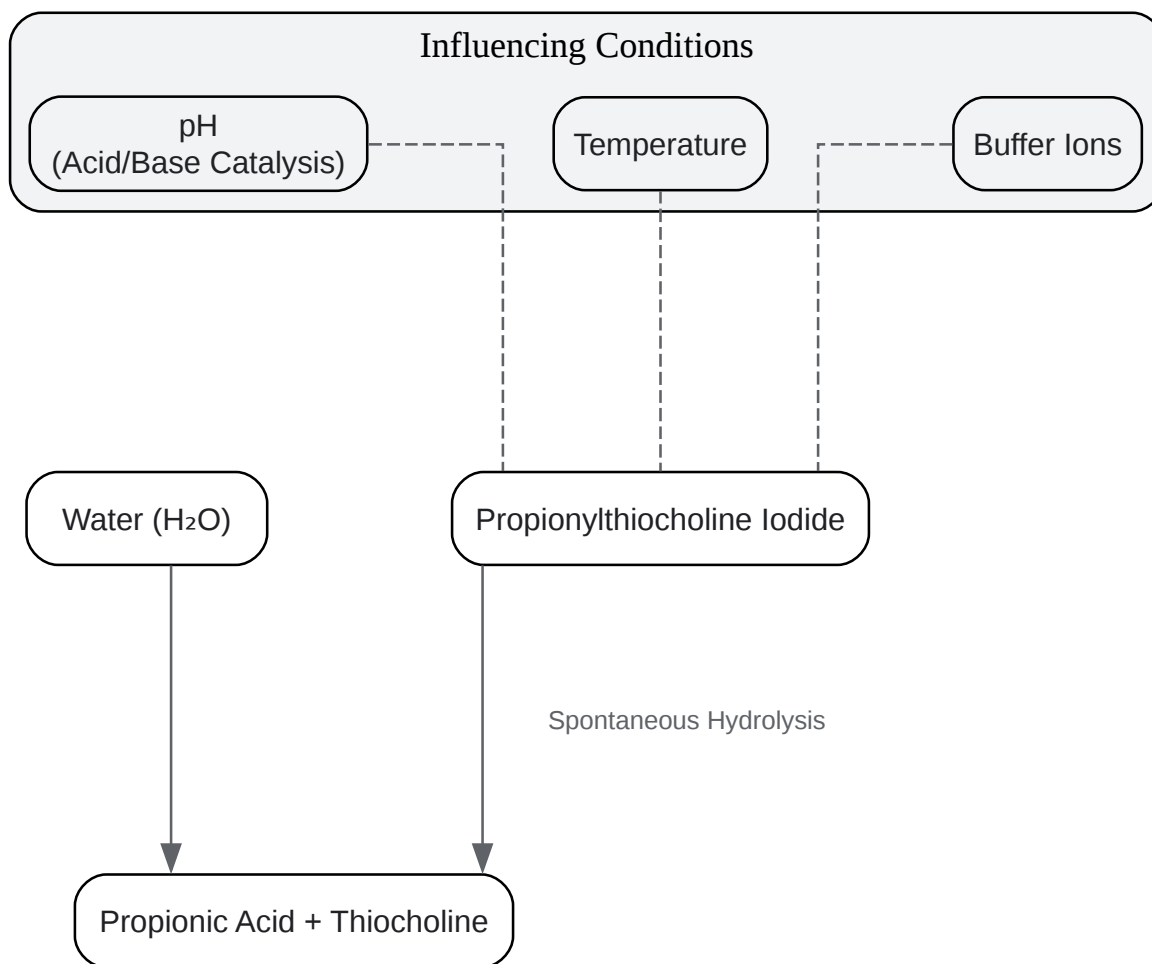 Influencing Conditions
pH
(Acid/Base Catalysis)
Temperature
Buffer Ions
Water (H₂O)
Propionylthiocholine Iodide
Spontaneous Hydrolysis
Propionic Acid + Thiocholine